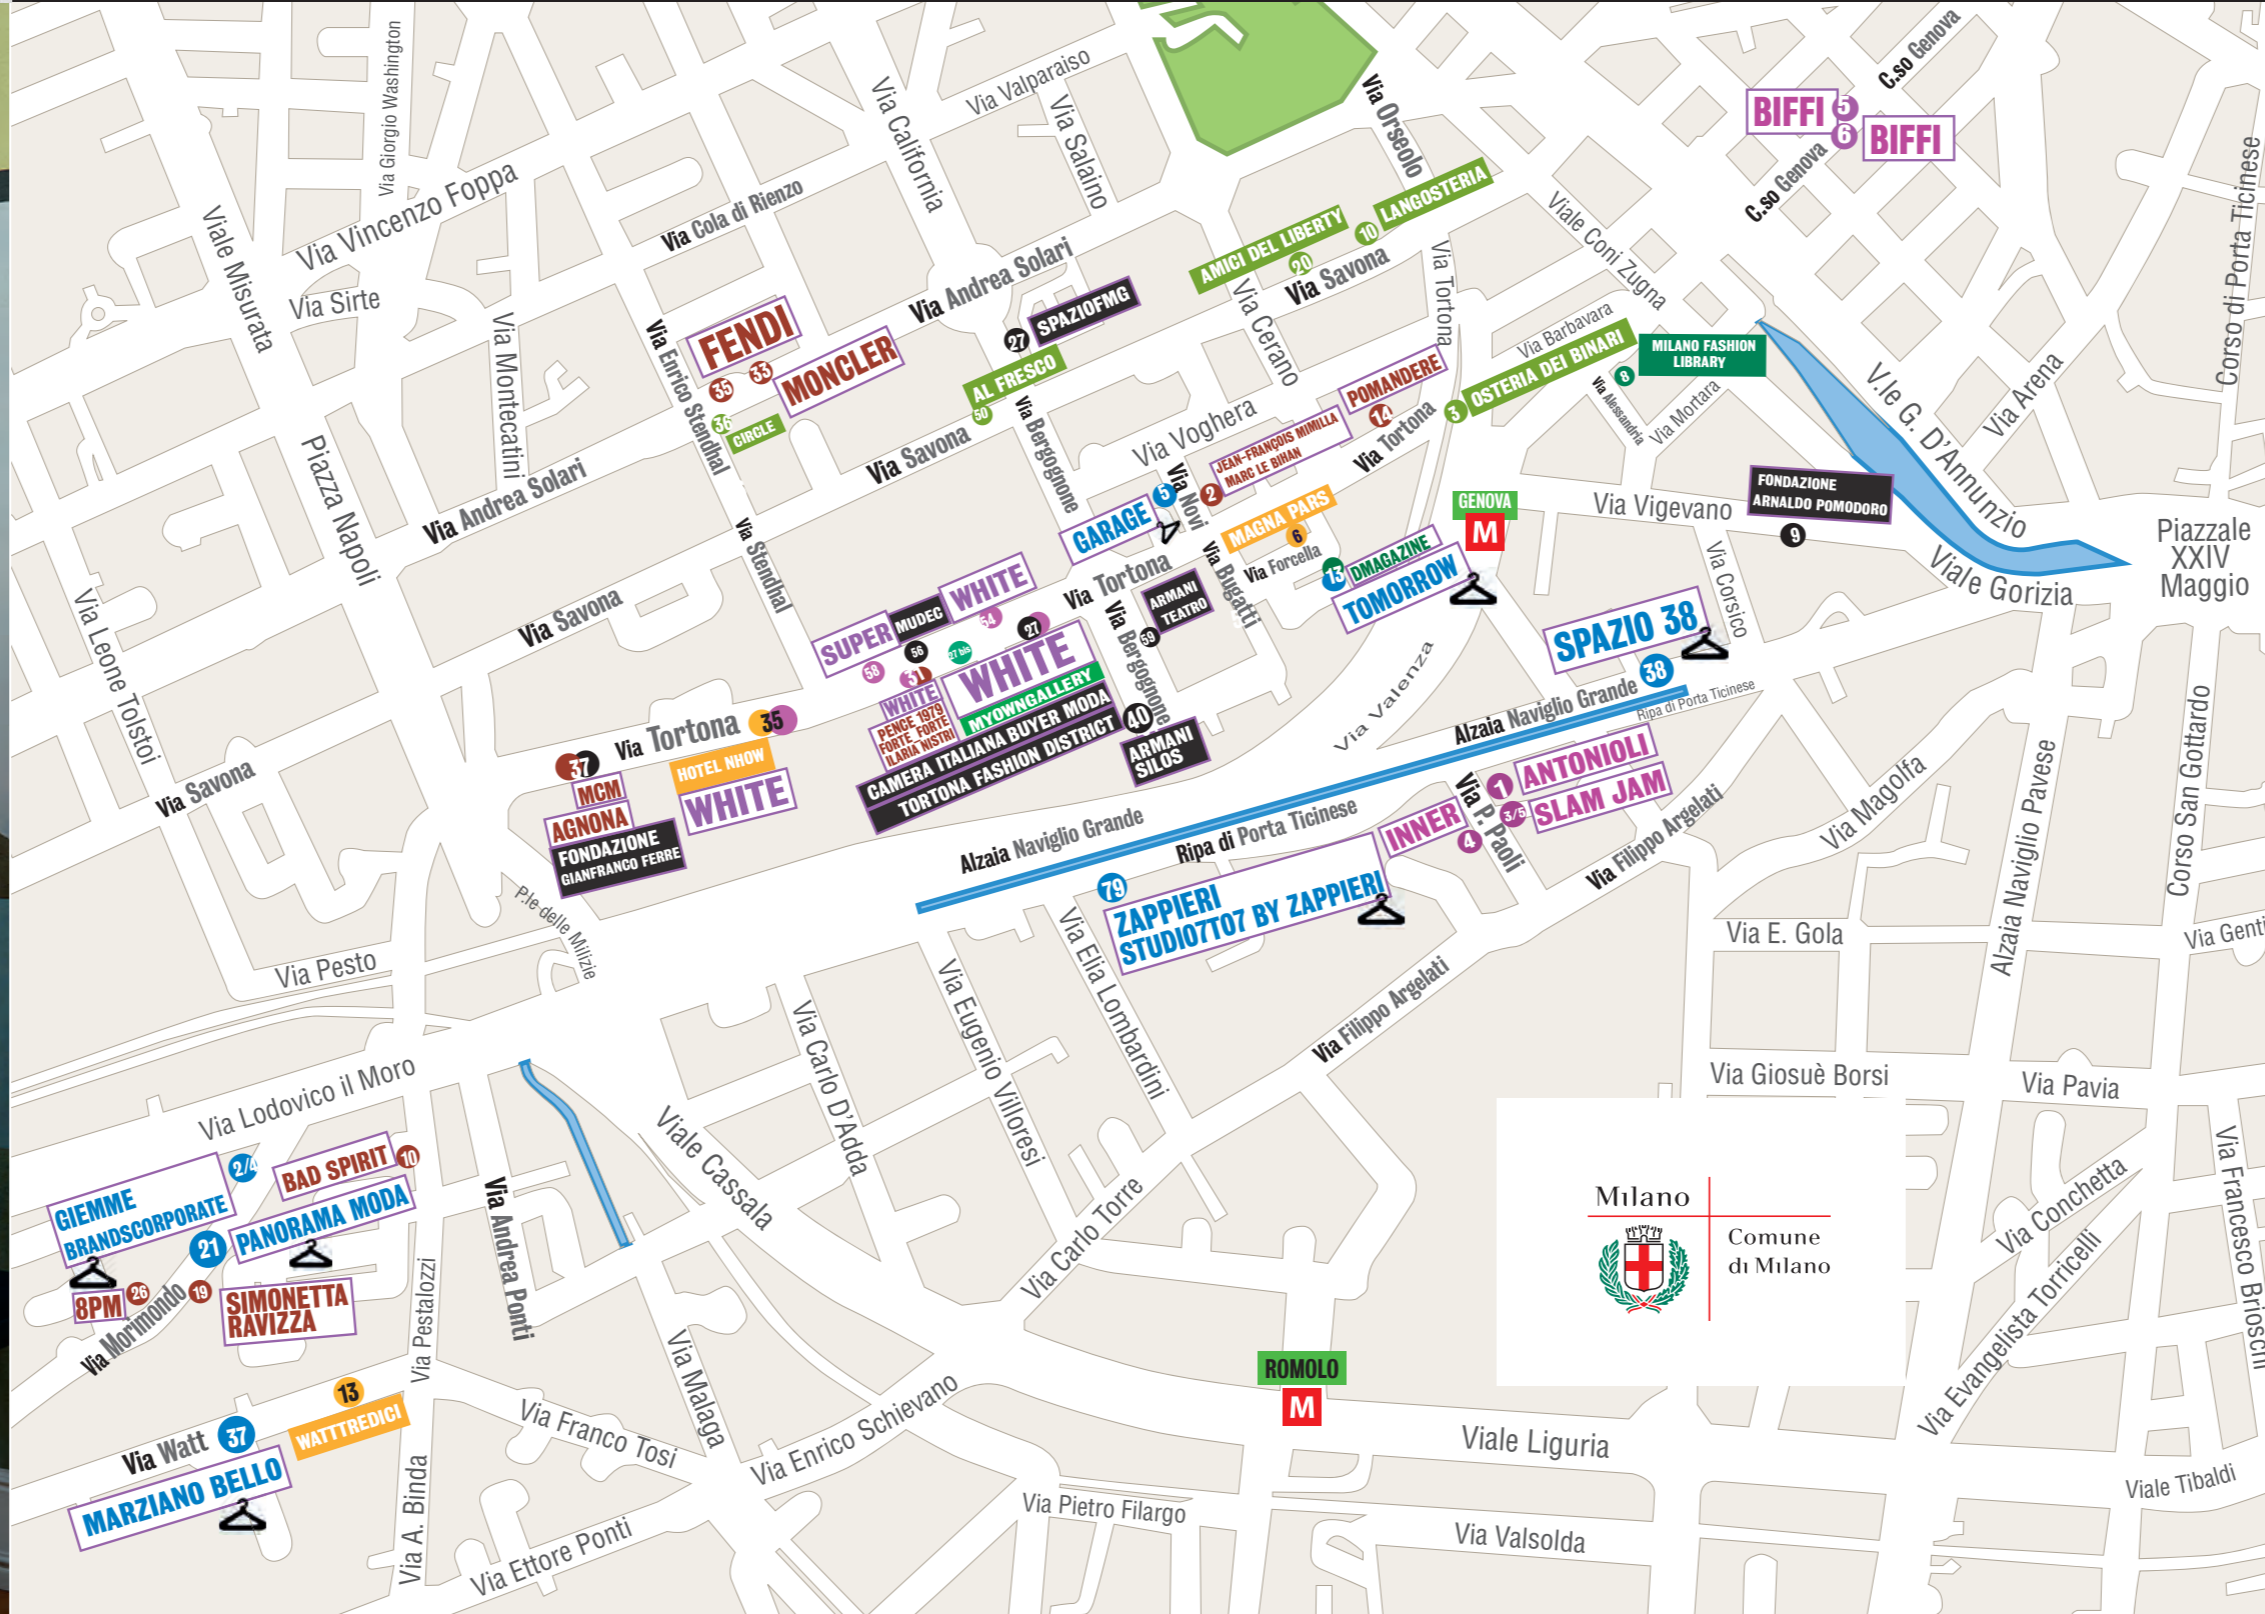 Via Giorgio Washington
Via Valparaiso
Via California
Via Salaino
Via Orseolo
C.so Genova
BIFFI
5
6
BIFFI
C.so Genova
Corso di Porta Ticinese
Viale Misurata
Via Vincenzo Foppa
Via Cola di Rienzo
Via Sirte
Via Montecatini
Via Andrea Solari
LANGOSTERIA
10
AMICI DEL LIBERTY
20
Via Savona
Via Tortona
Viale Coni Zugna
Via Cerano
Via Barbavara
Via Enrico Stendhal
FENDI
35
33
MONCLER
36
CIRCLE
27
SPAZIOFMG
AL FRESCO
50
Via Bergognone
Via Savona
OSTERIA DEI BINARI
3
MILANO FASHION
LIBRARY
8
Via Alessandria
Via Mortara
V.le G. D'Annunzio
Via Arena
POMANDERE
14
Via Tortona
JEAN-FRANÇOIS MIMILLA
MARC LE BIHAN
2
Via Voghera
Via Novi
5
GARAGE
MAGNA PARS
6
Via Forcella
Via Bugatti
GENOVA
M
Via Vigevano
FONDAZIONE
ARNALDO POMODORO
9
Piazzale
XXIV
Maggio
Viale Gorizia
Via Corsico
Piazza Napoli
Via Andrea Solari
Via Stendhal
Via Savona
Via Leone Tolstoi
Via Savona
SUPER
58
MUDEC
56
WHITE
54
Via Tortona
ARMANI
TEATRO
59
Via Bergognone
13
DMAGAZINE
TOMORROW
27 bis
27
31
WHITE
PENCE 1979
FORTE_FORTE
ILARIA NISTRI
WHITE
MYOWNGALLERY
CAMERA ITALIANA BUYER MODA
TORTONA FASHION DISTRICT
40
ARMANI
SILOS
SPAZIO 38
38
Via Valenza
Alzaia Naviglio Grande
Ripa di Porta Ticinese
Via Tortona
35
HOTEL NHOW
WHITE
37
MCM
AGNONA
FONDAZIONE
GIANFRANCO FERRE
P.le delle Milizie
Via Pesto
Alzaia Naviglio Grande
Ripa di Porta Ticinese
1
ANTONIOLI
3/5
SLAM JAM
INNER
4
Via P. Paoli
Via Filippo Argelati
Via Magolfa
Alzaia Naviglio Pavese
Corso San Gottardo
79
ZAPPIERI
STUDIO7T07 BY ZAPPIERI
Via E. Gola
Via Genti
Via Elia Lombardini
Via Eugenio Villoresi
Via Carlo D'Adda
Via Filippo Argelati
Via Lodovico il Moro
Via Giosuè Borsi
Via Pavia
Viale Cassala
Via Carlo Torre
Via Conchetta
Via Francesco Brioschi
Via Evangelista Torricelli
GIEMME
BRANDSCORPORATE
2/4
BAD SPIRIT
10
21
PANORAMA MODA
8PM
26
Via Morimondo
19
SIMONETTA
RAVIZZA
Via Pestalozzi
Via Andrea Ponti
Milano
Comune
di Milano
ROMOLO
M
Via Malaga
Via Franco Tosi
Via Enrico Schievano
13
WATTTREDICI
Via Watt
37
MARZIANO BELLO
Via A. Binda
Via Ettore Ponti
Via Pietro Filargo
Viale Liguria
Via Valsolda
Viale Tibaldi